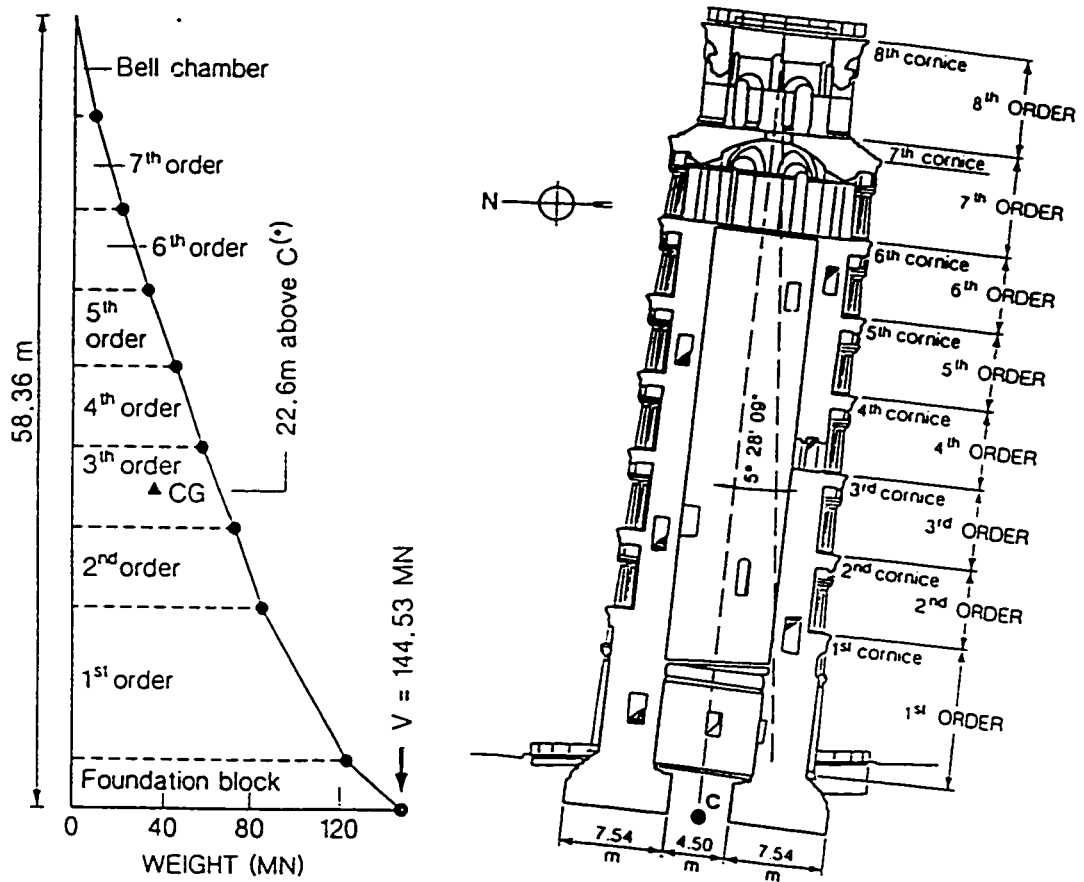 58.36 m
Bell chamber
7th order
6th order
5th
order
4th order
3th order
▲ CG
2nd order
1st order
Foundation block
22.6m above C(•)
V = 144.53 MN
0 40 80 120
WEIGHT (MN)
N
8th cornice
8th ORDER
7th cornice
7th ORDER
6th cornice
6th ORDER
5th cornice
5th ORDER
4th cornice
4th ORDER
3rd cornice
3rd ORDER
2nd cornice
2nd ORDER
1st cornice
1st ORDER
5° 28' 09"
C
7.54
m
4.50
m
7.54
m